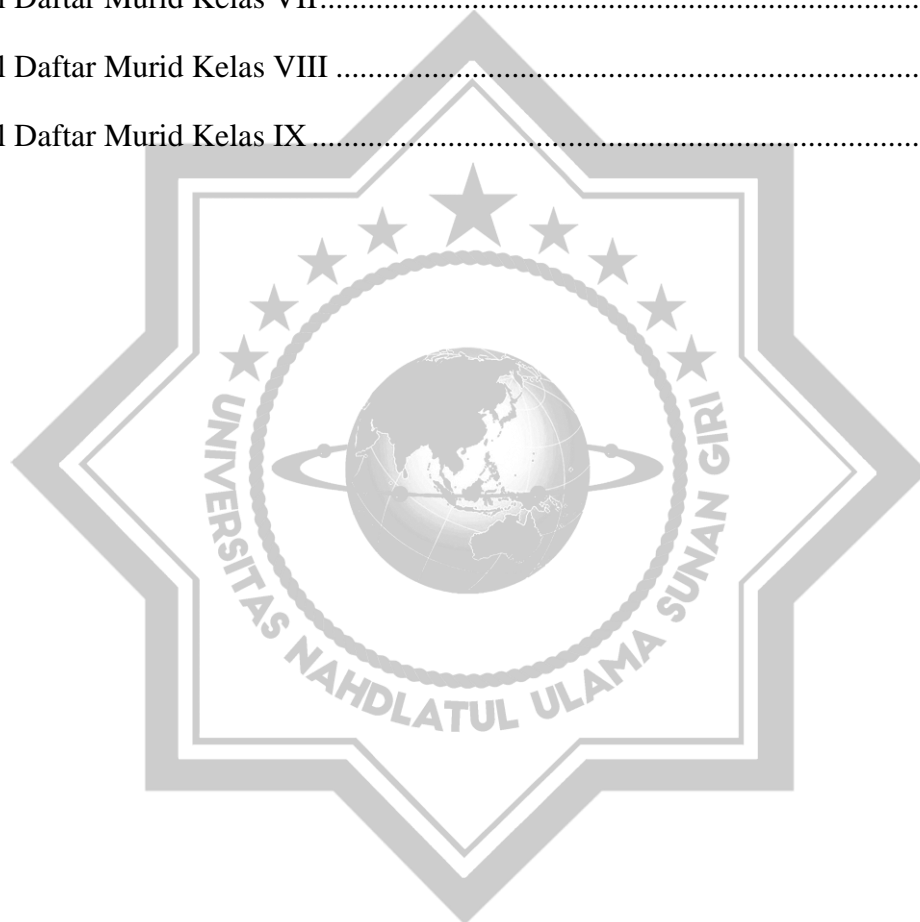 l Daftar Murid Kelas VII..........................................................................
l Daftar Murid Kelas VIII ..........................................................................
l Daftar Murid Kelas IX .............................................................................
UNIVERSITAS NAHDLATUL ULAMA SUNAN GIRI